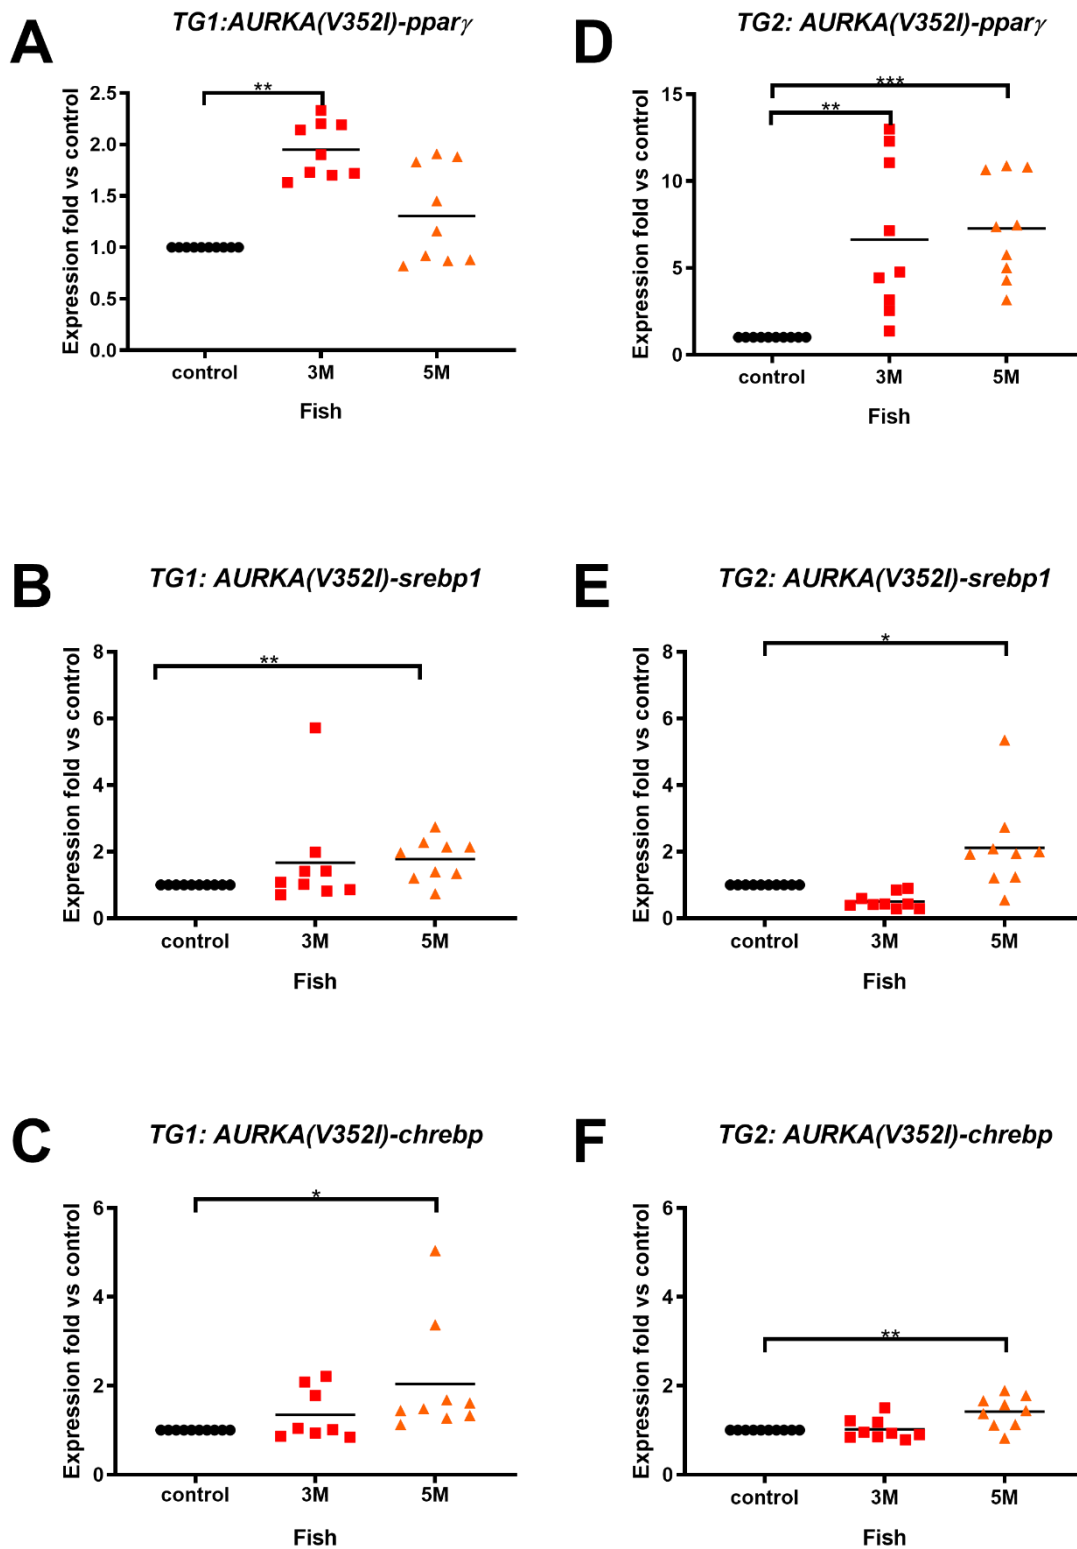 A
TG1:AURKA(V352I)-pparγ
**
Expression fold vs control
2.5
2.0
1.5
1.0
0.5
0.0
control 3M 5M
Fish
D
TG2: AURKA(V352I)-pparγ
***
**
Expression fold vs control
15
10
5
0
control 3M 5M
Fish
B
TG1: AURKA(V352I)-srebp1
**
Expression fold vs control
8
6
4
2
0
control 3M 5M
Fish
E
TG2: AURKA(V352I)-srebp1
*
Expression fold vs control
8
6
4
2
0
control 3M 5M
Fish
C
TG1: AURKA(V352I)-chrebp
*
Expression fold vs control
6
4
2
0
control 3M 5M
Fish
F
TG2: AURKA(V352I)-chrebp
**
Expression fold vs control
6
4
2
0
control 3M 5M
Fish